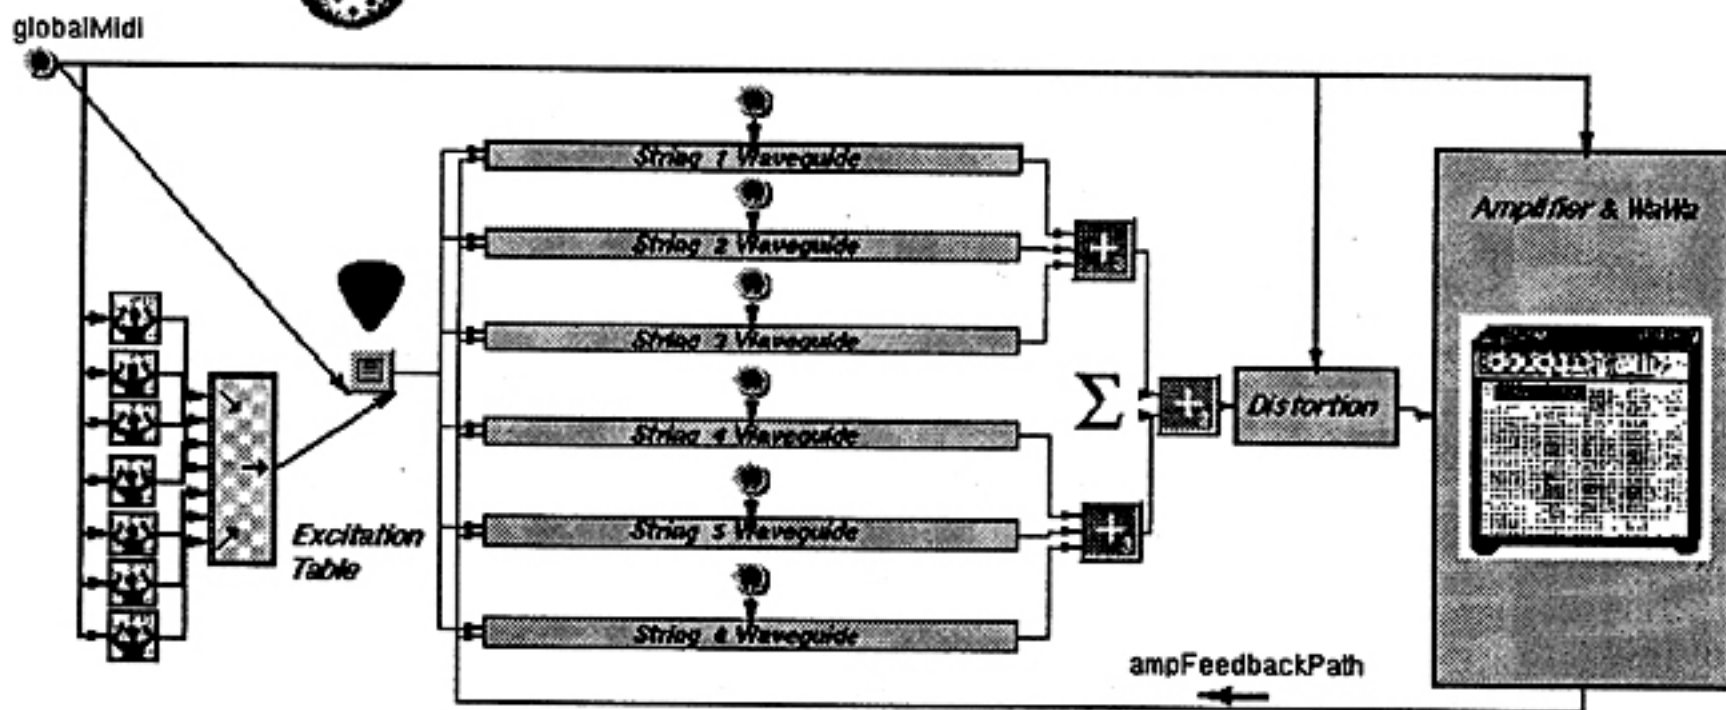 globalMidi
String 1 Waveguide
String 2 Waveguide
String 3 Waveguide
String 4 Waveguide
String 5 Waveguide
String 6 Waveguide
Excitation
Table
Σ
Distortion
Amplifier & WaWa
ampFeedbackPath